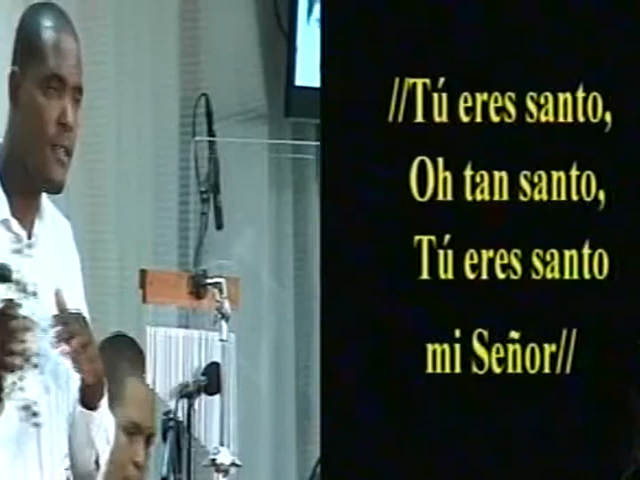 //Tú eres santo,
Oh tan santo,
Tú eres santo
mi Señor//